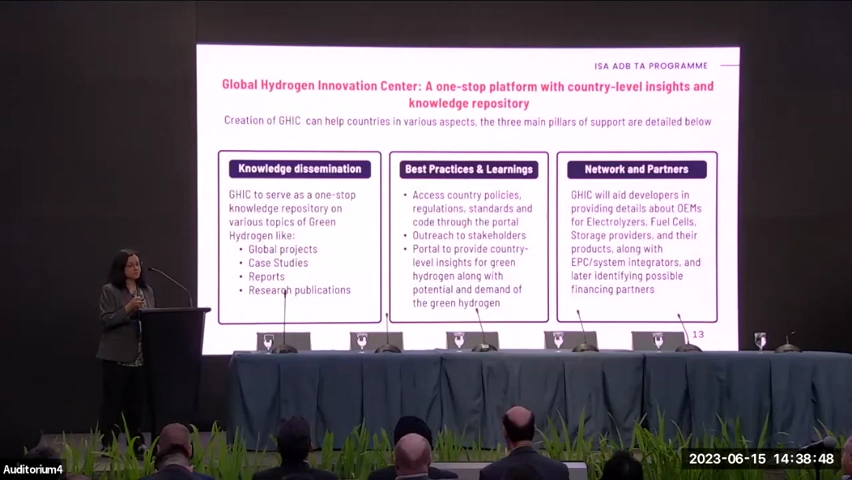 ISA ADB TA PROGRAMME
Global Hydrogen Innovation Center: A one-stop platform with country-level insights and
knowledge repository
Creation of GHIC can help countries in various aspects, the three main pillars of support are detailed below
Knowledge dissemination
GHIC to serve as a one-stop
knowledge repository on
various topics of Green
Hydrogen like:
• Global projects
• Case Studies
• Reports
• Research publications
Best Practices & Learnings
• Access country policies,
regulations, standards and
code through the portal
• Outreach to stakeholders
• Portal to provide country-
level insights for green
hydrogen along with
potential and demand of
the green hydrogen
Network and Partners
GHIC will aid developers in
providing details about OEMs
for Electrolyzers, Fuel Cells,
Storage providers, and their
products, along with
EPC/system integrators, and
later identifying possible
financing partners
13
Auditorium4
2023-06-15 14:38:48